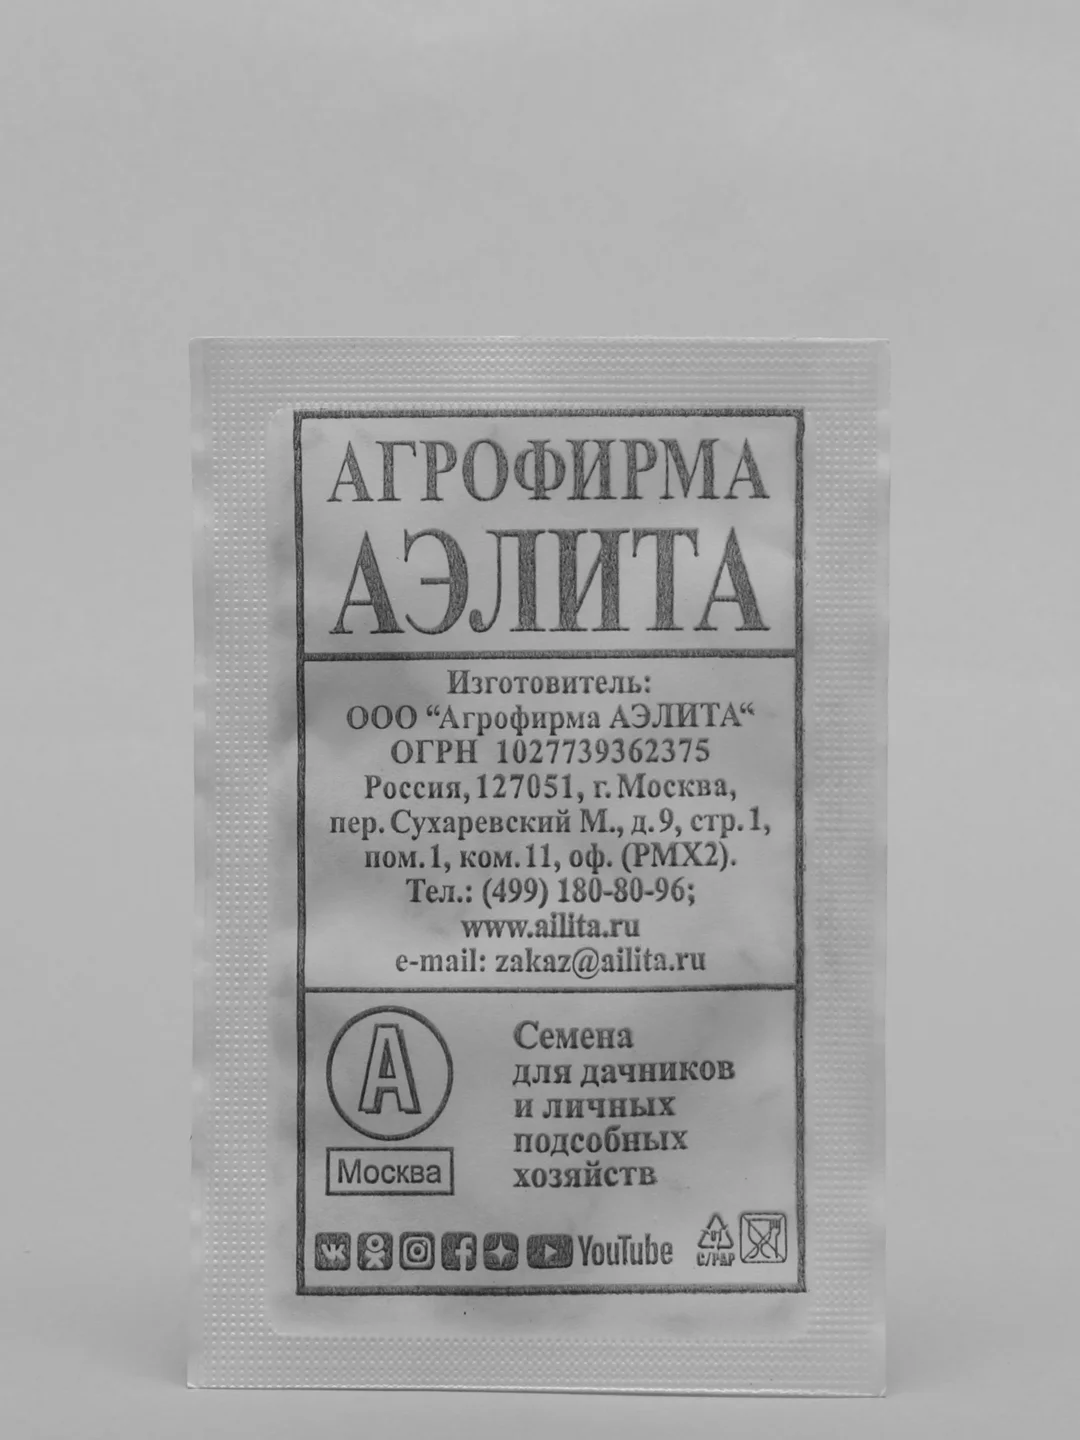 АГРОФИРМА
АЭЛИТА
Изготовитель:
ООО “Агрофирма АЭЛИТА“
ОГРН 1027739362375
Россия, 127051, г. Москва,
пер. Сухаревский М., д. 9, стр. 1,
пом. 1, ком. 11, оф. (РМХ2).
Тел.: (499) 180-80-96;
www.ailita.ru
e-mail: zakaz@ailita.ru
А
Москва
Семена
для дачников
и личных
подсобных
хозяйств
YouTube
C/PAP